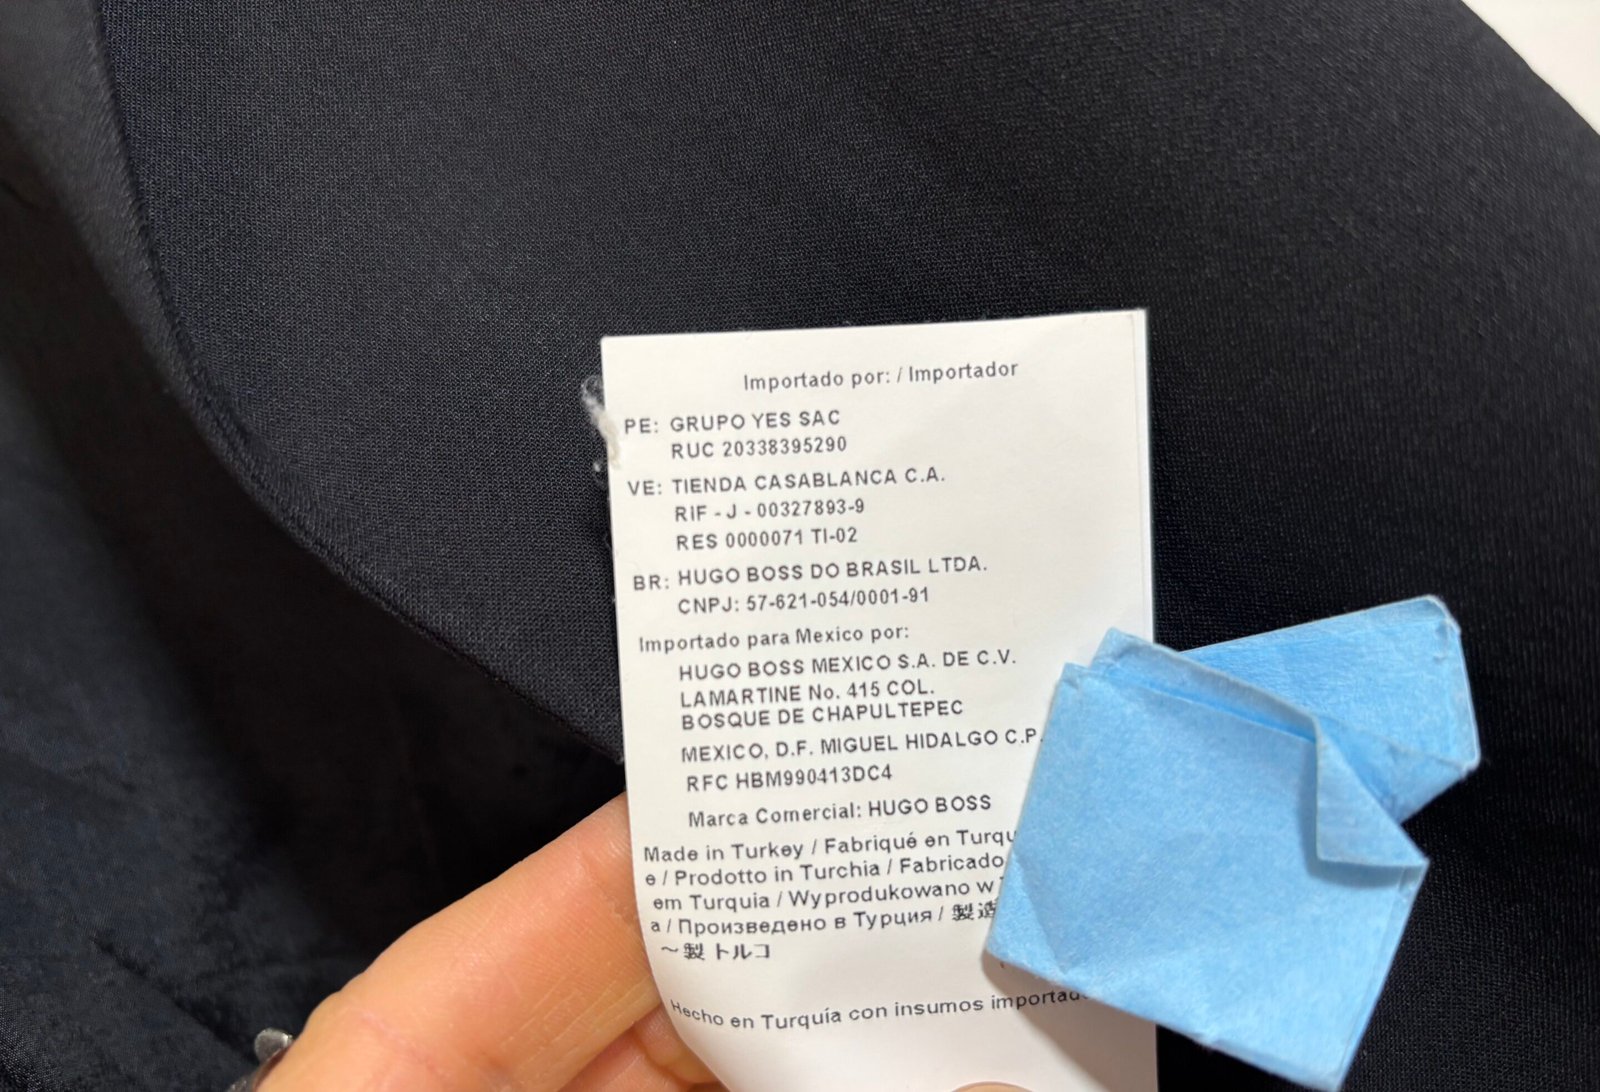 Importado por: / Importador
PE: GRUPO YES SAC
RUC 20338395290
VE: TIENDA CASABLANCA C.A.
RIF - J - 00327893-9
RES 0000071 TI-02
BR: HUGO BOSS DO BRASIL LTDA.
CNPJ: 57-621-054/0001-91
Importado para Mexico por:
HUGO BOSS MEXICO S.A. DE C.V.
LAMARTINE No. 415 COL.
BOSQUE DE CHAPULTEPEC
MEXICO, D.F. MIGUEL HIDALGO C.P.
RFC HBM990413DC4
Marca Comercial: HUGO BOSS
Made in Turkey / Fabriqué en Turqu
e / Prodotto in Turchia / Fabricado
em Turquia / Wyprodukowano w
a / Произведено в Турция / 製造
~製 トルコ
Hecho en Turquía con insumos